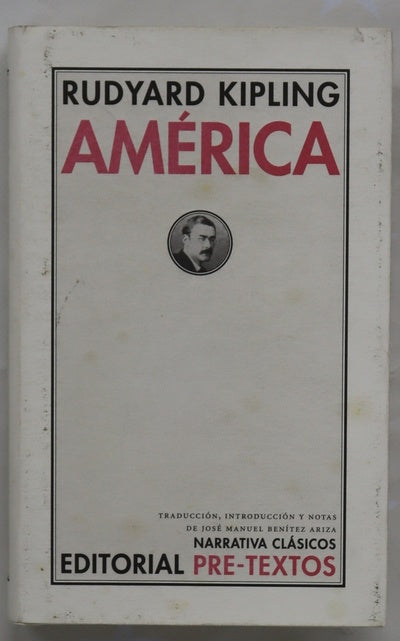 RUDYARD KIPLING
AMÉRICA
TRADUCCIÓN, INTRODUCCIÓN Y NOTAS
DE JOSÉ MANUEL BENÍTEZ ARIZA
NARRATIVA CLÁSICOS
EDITORIAL PRE-TEXTOS